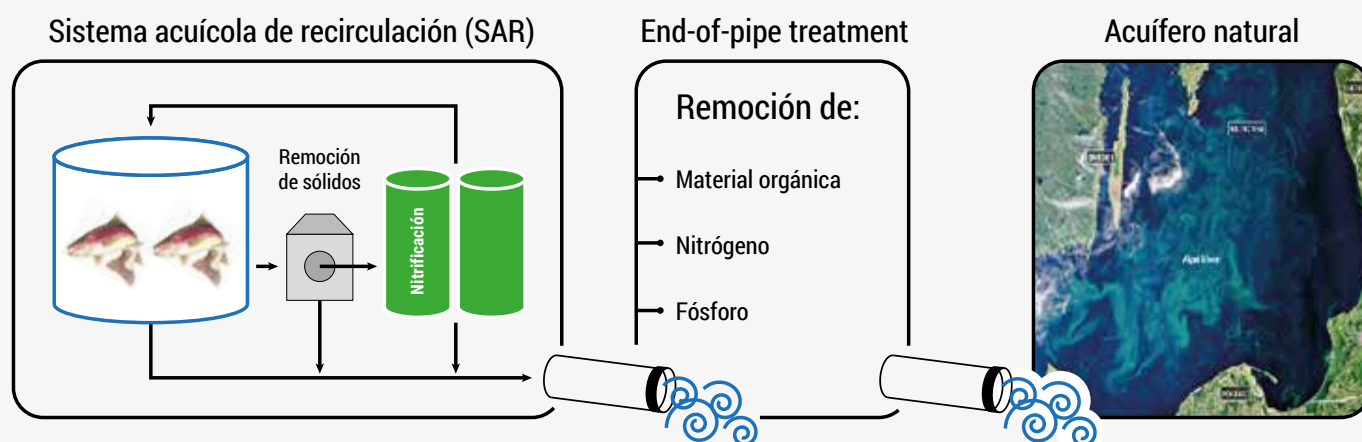 Sistema acuícola de recirculación (SAR)
End-of-pipe treatment
Acuífero natural
Remoción
de sólidos
Nitrificación
Remoción de:
Material orgánica
Nitrógeno
Fósforo